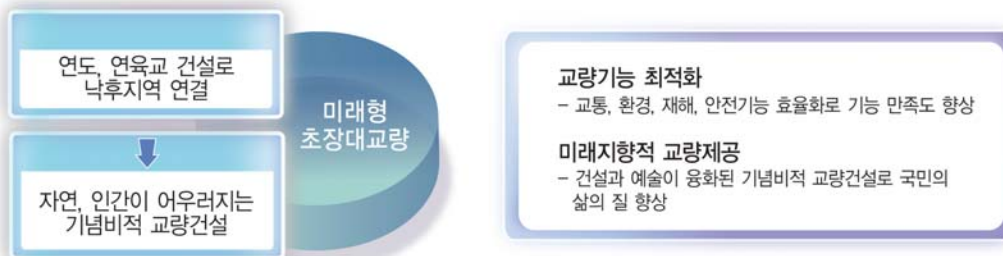 연도, 연육교 건설로
낙후지역 연결
자연, 인간이 어우러지는
기념비적 교량건설
미래형
초장대교량
교량기능 최적화
– 교통, 환경, 재해, 안전기능 효율화로 기능 만족도 향상
미래지향적 교량제공
– 건설과 예술이 융화된 기념비적 교량건설로 국민의
삶의 질 향상